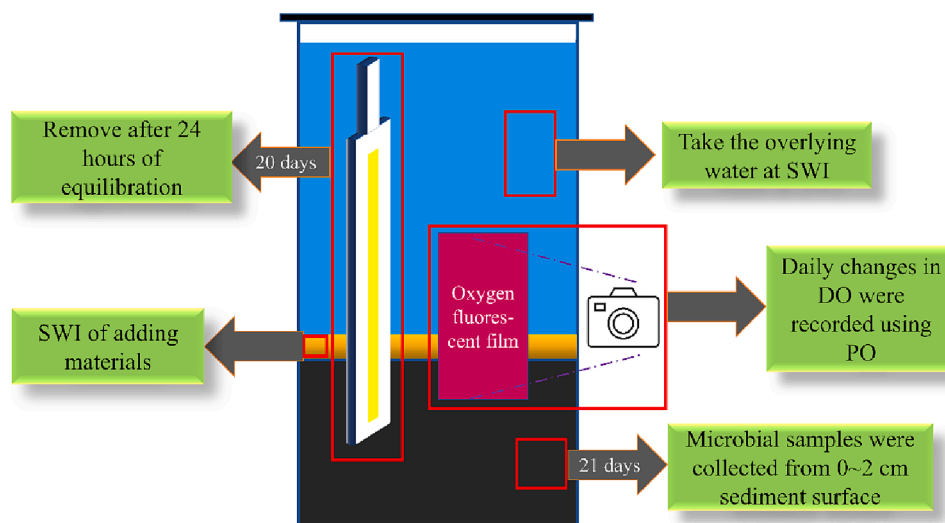 Remove after 24
hours of
equilibration
20 days
Take the overlying
water at SWI
Oxygen
fluores-
cent film
Daily changes in
DO were
recorded using
PO
SWI of adding
materials
21 days
Microbial samples were
collected from 0~2 cm
sediment surface